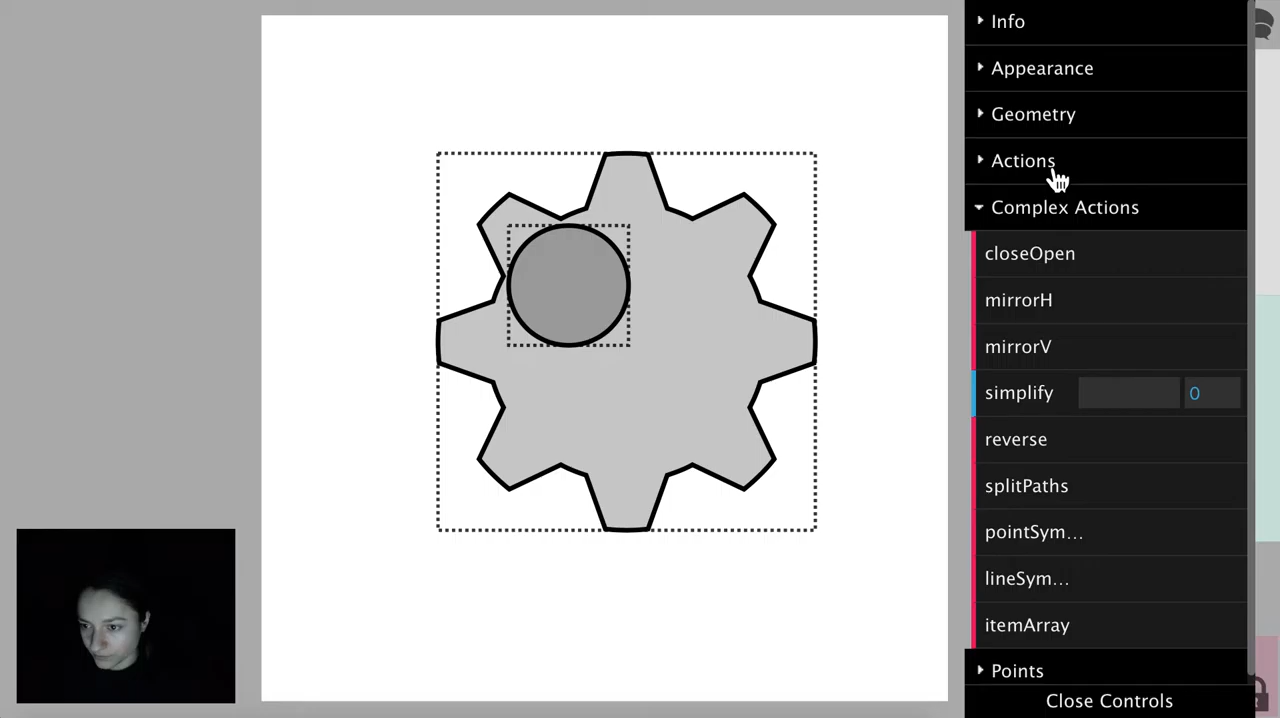 Info
Appearance
Geometry
Actions
Complex Actions
closeOpen
mirrorH
mirrorV
simplify 0
reverse
splitPaths
pointSym...
lineSym...
itemArray
Points
Close Controls